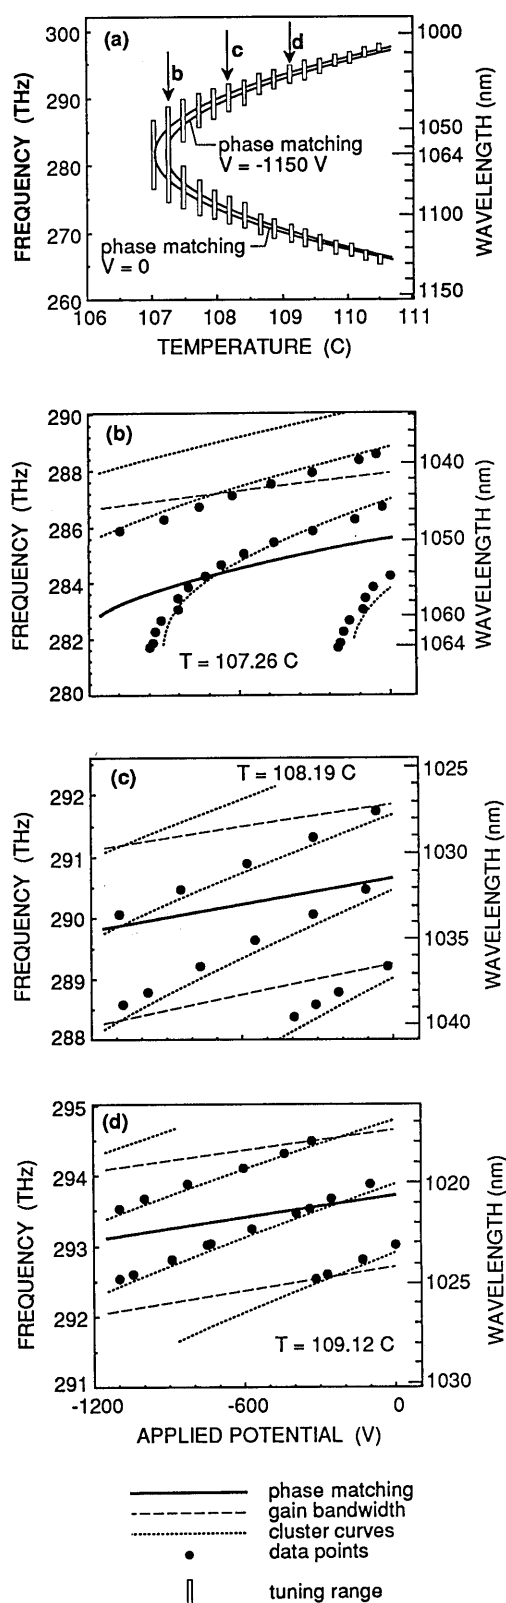 (a)
b
c
d
300
290
280
270
260
FREQUENCY (THz)
1000
1050
1064
1100
1150
WAVELENGTH (nm)
phase matching
V = -1150 V
phase matching
V = 0
106 107 108 109 110 111
TEMPERATURE (C)
(b)
290
288
286
284
282
280
FREQUENCY (THz)
1040
1050
1060
1064
WAVELENGTH (nm)
T = 107.26 C
(c)
T = 108.19 C
292
291
290
289
288
FREQUENCY (THz)
1025
1030
1035
1040
WAVELENGTH (nm)
(d)
295
294
293
292
291
FREQUENCY (THz)
1020
1025
1030
WAVELENGTH (nm)
T = 109.12 C
-1200 -600 0
APPLIED POTENTIAL (V)
phase matching
gain bandwidth
cluster curves
data points
tuning range